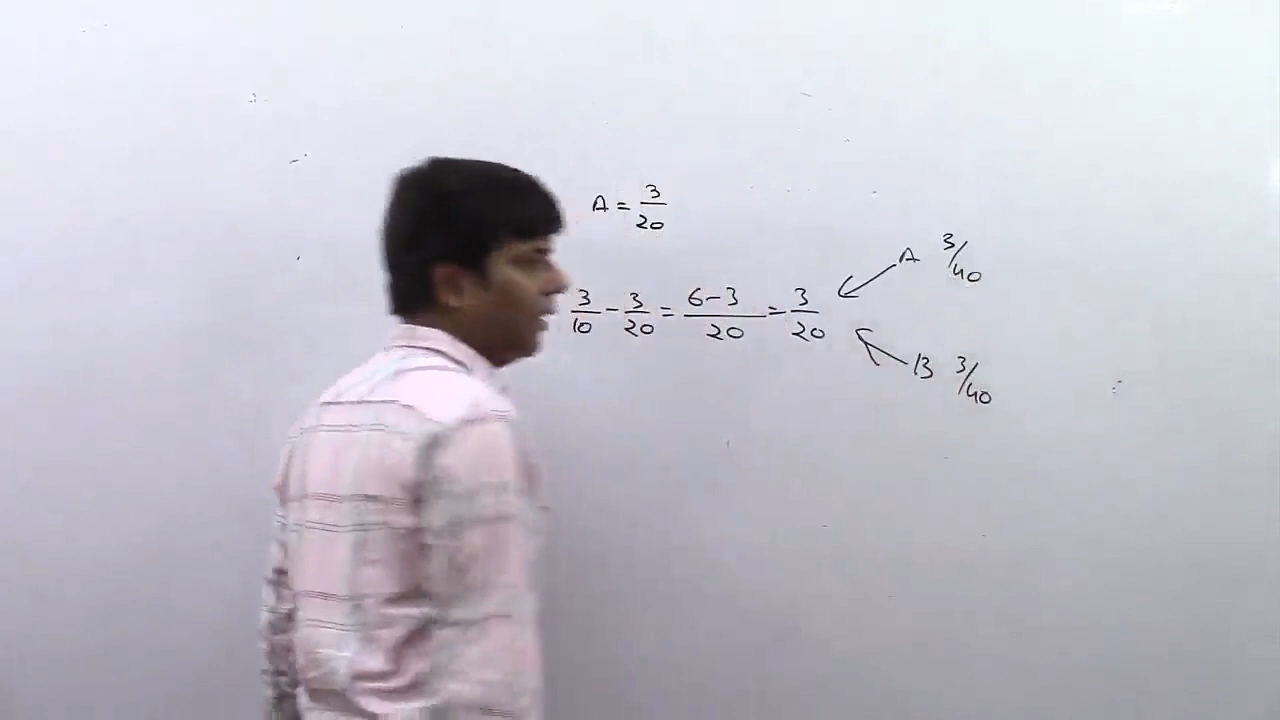 A = 3/20
3/10 - 3/20 = 6-3/20 = 3/20
A 3/40
B 3/40